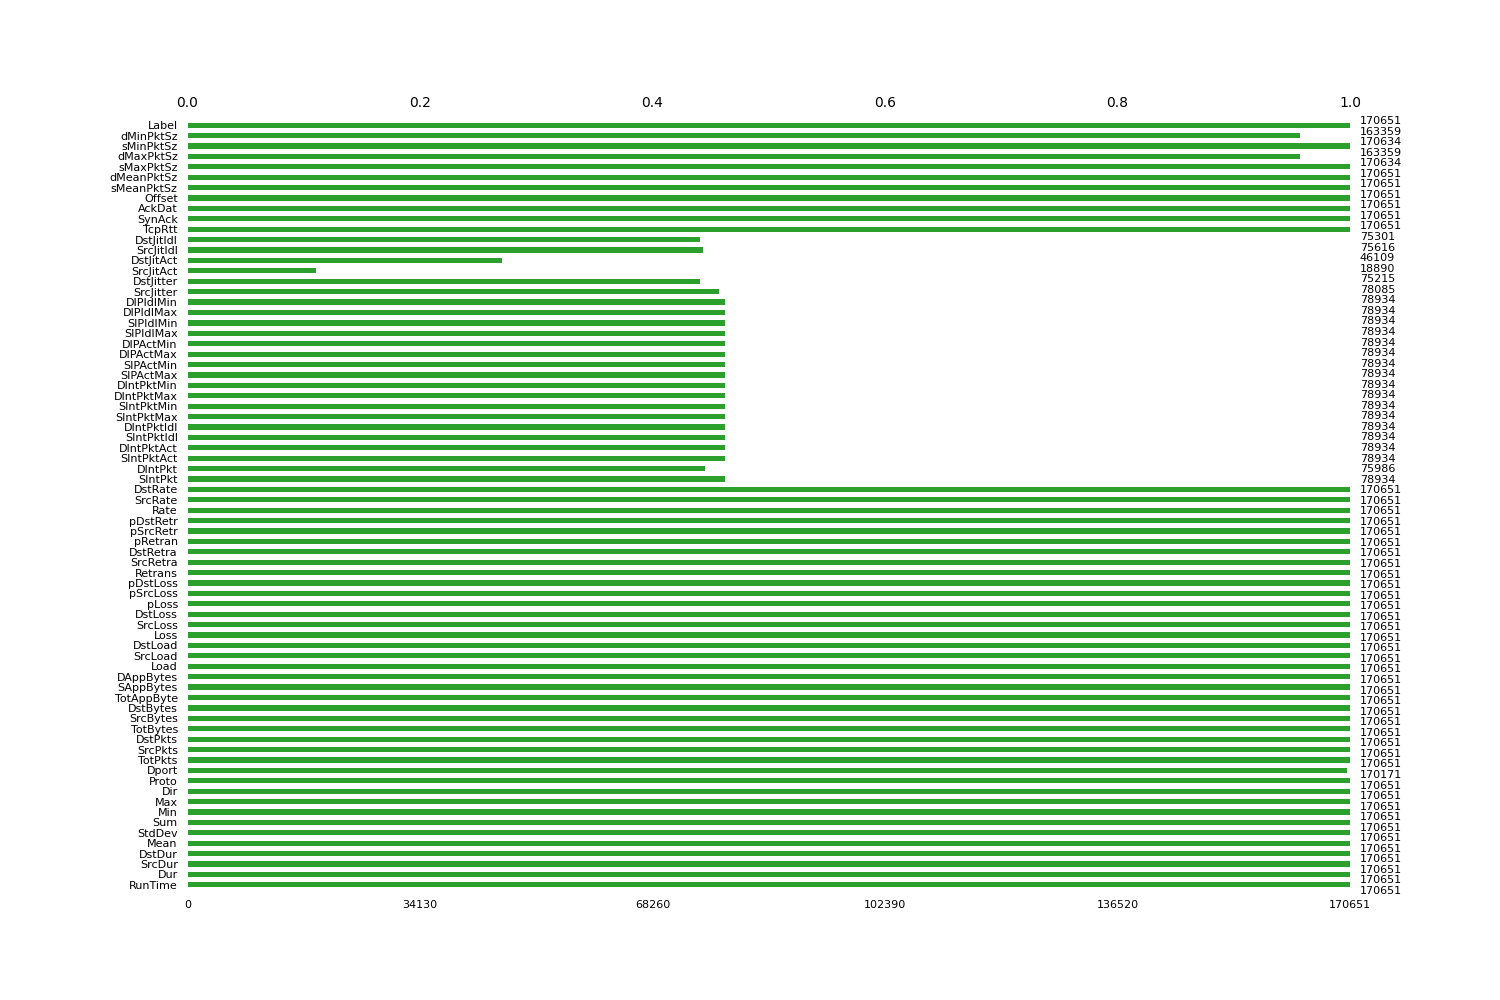 0.0 0.2 0.4 0.6 0.8 1.0
Label 170651
dMinPktSz 163359
sMinPktSz 170634
dMaxPktSz 163359
sMaxPktSz 170634
dMeanPktSz 170651
sMeanPktSz 170651
Offset 170651
AckDat 170651
SynAck 170651
TcpRtt 170651
DstJitIdl 75301
SrcJitIdl 75616
DstJitAct 46109
SrcJitAct 18890
DstJitter 75215
SrcJitter 78085
DIPIdlMin 78934
DIPIdlMax 78934
SIPIdlMin 78934
SIPIdlMax 78934
DIPActMin 78934
DIPActMax 78934
SIPActMin 78934
SIPActMax 78934
DIntPktMin 78934
DIntPktMax 78934
SIntPktMin 78934
SIntPktMax 78934
DIntPktIdl 78934
SIntPktIdl 78934
DIntPktAct 78934
SIntPktAct 78934
DIntPkt 75986
SIntPkt 78934
DstRate 170651
SrcRate 170651
Rate 170651
pDstRetr 170651
pSrcRetr 170651
pRetran 170651
DstRetra 170651
SrcRetra 170651
Retrans 170651
pDstLoss 170651
pSrcLoss 170651
pLoss 170651
DstLoss 170651
SrcLoss 170651
Loss 170651
DstLoad 170651
SrcLoad 170651
Load 170651
DAppBytes 170651
SAppBytes 170651
TotAppByte 170651
DstBytes 170651
SrcBytes 170651
TotBytes 170651
DstPkts 170651
SrcPkts 170651
TotPkts 170651
Dport 170171
Proto 170651
Dir 170651
Max 170651
Min 170651
Sum 170651
StdDev 170651
Mean 170651
DstDur 170651
SrcDur 170651
Dur 170651
RunTime 170651
0 34130 68260 102390 136520 170651